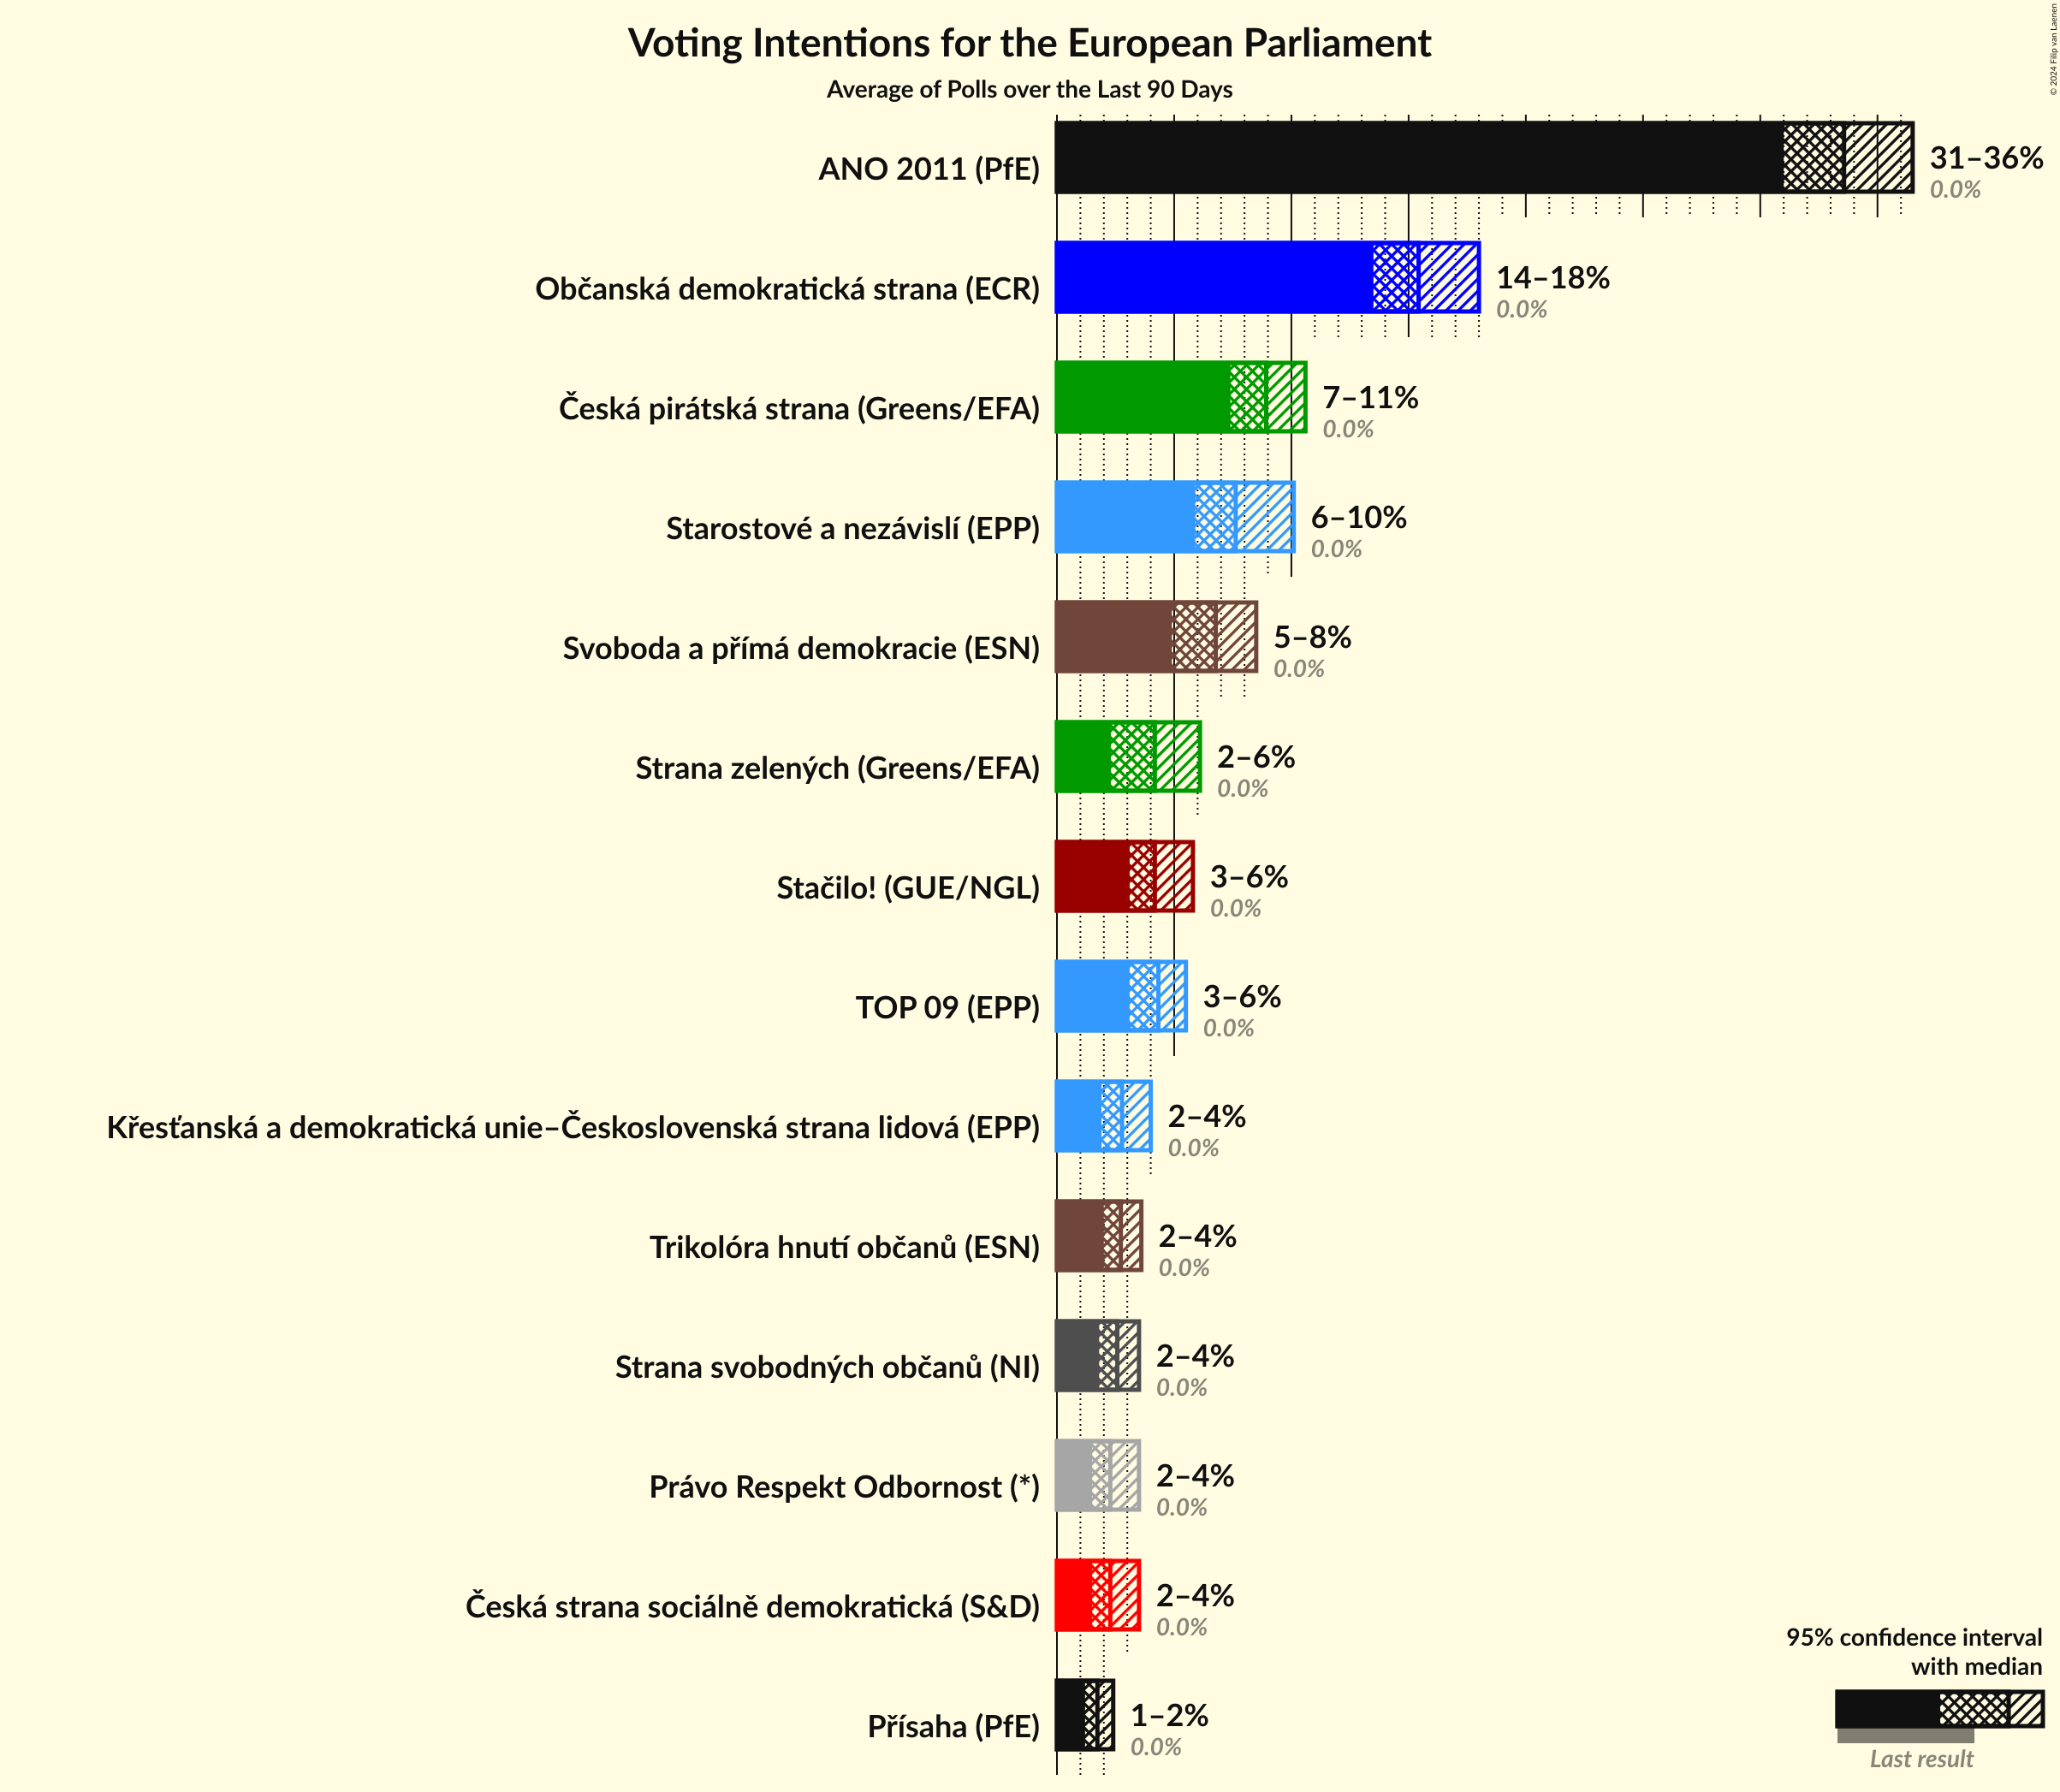 Voting Intentions for the European Parliament
Average of Polls over the Last 90 Days
© 2024 Filip van Laenen
ANO 2011 (PfE)
31–36%
0.0%
Občanská demokratická strana (ECR)
14–18%
0.0%
Česká pirátská strana (Greens/EFA)
7–11%
0.0%
Starostové a nezávislí (EPP)
6–10%
0.0%
Svoboda a přímá demokracie (ESN)
5–8%
0.0%
Strana zelených (Greens/EFA)
2–6%
0.0%
Stačilo! (GUE/NGL)
3–6%
0.0%
TOP 09 (EPP)
3–6%
0.0%
Křesťanská a demokratická unie–Československá strana lidová (EPP)
2–4%
0.0%
Trikolóra hnutí občanů (ESN)
2–4%
0.0%
Strana svobodných občanů (NI)
2–4%
0.0%
Právo Respekt Odbornost (*)
2–4%
0.0%
Česká strana sociálně demokratická (S&D)
2–4%
0.0%
Přísaha (PfE)
1–2%
0.0%
95% confidence interval
with median
Last result